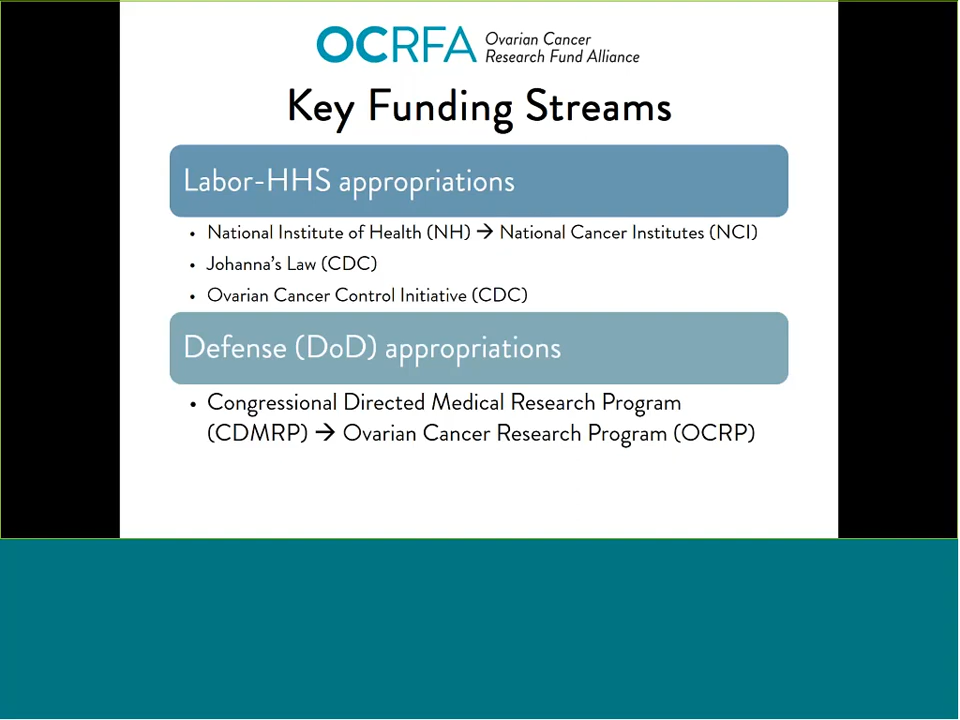 OCRFA Ovarian Cancer
Research Fund Alliance
Key Funding Streams
Labor-HHS appropriations
• National Institute of Health (NH) → National Cancer Institutes (NCI)
• Johanna's Law (CDC)
• Ovarian Cancer Control Initiative (CDC)
Defense (DoD) appropriations
• Congressional Directed Medical Research Program
(CDMRP) → Ovarian Cancer Research Program (OCRP)